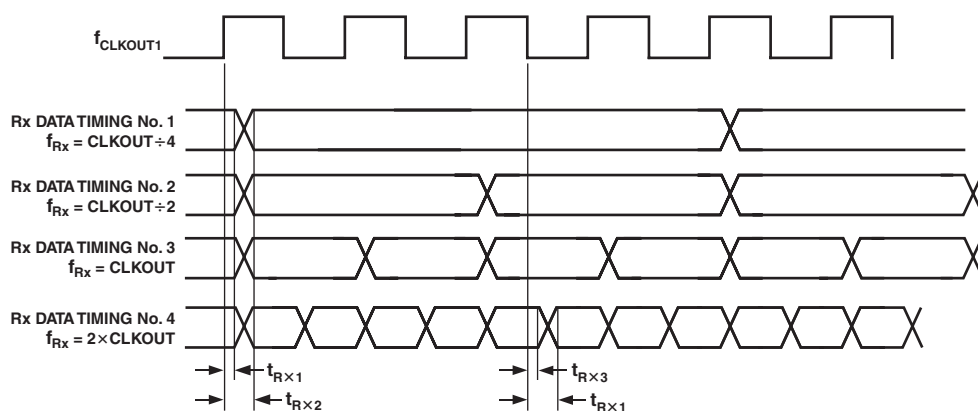 fCLKOUT1
Rx DATA TIMING No. 1
fRx = CLKOUT÷4
Rx DATA TIMING No. 2
fRx = CLKOUT÷2
Rx DATA TIMING No. 3
fRx = CLKOUT
Rx DATA TIMING No. 4
fRx = 2×CLKOUT
tR×1
tR×3
tR×2
tR×1